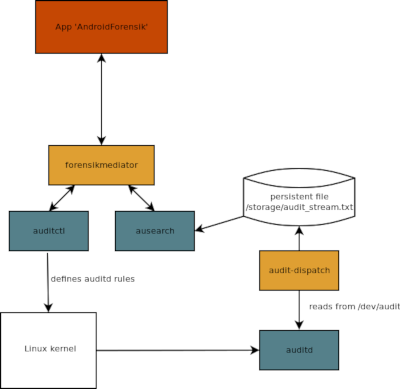 App 'AndroidForensik'
forensikmediator
persistent file
/storage/audit_stream.txt
auditctl
ausearch
audit-dispatch
defines auditd rules
reads from /dev/audit
Linux kernel
auditd